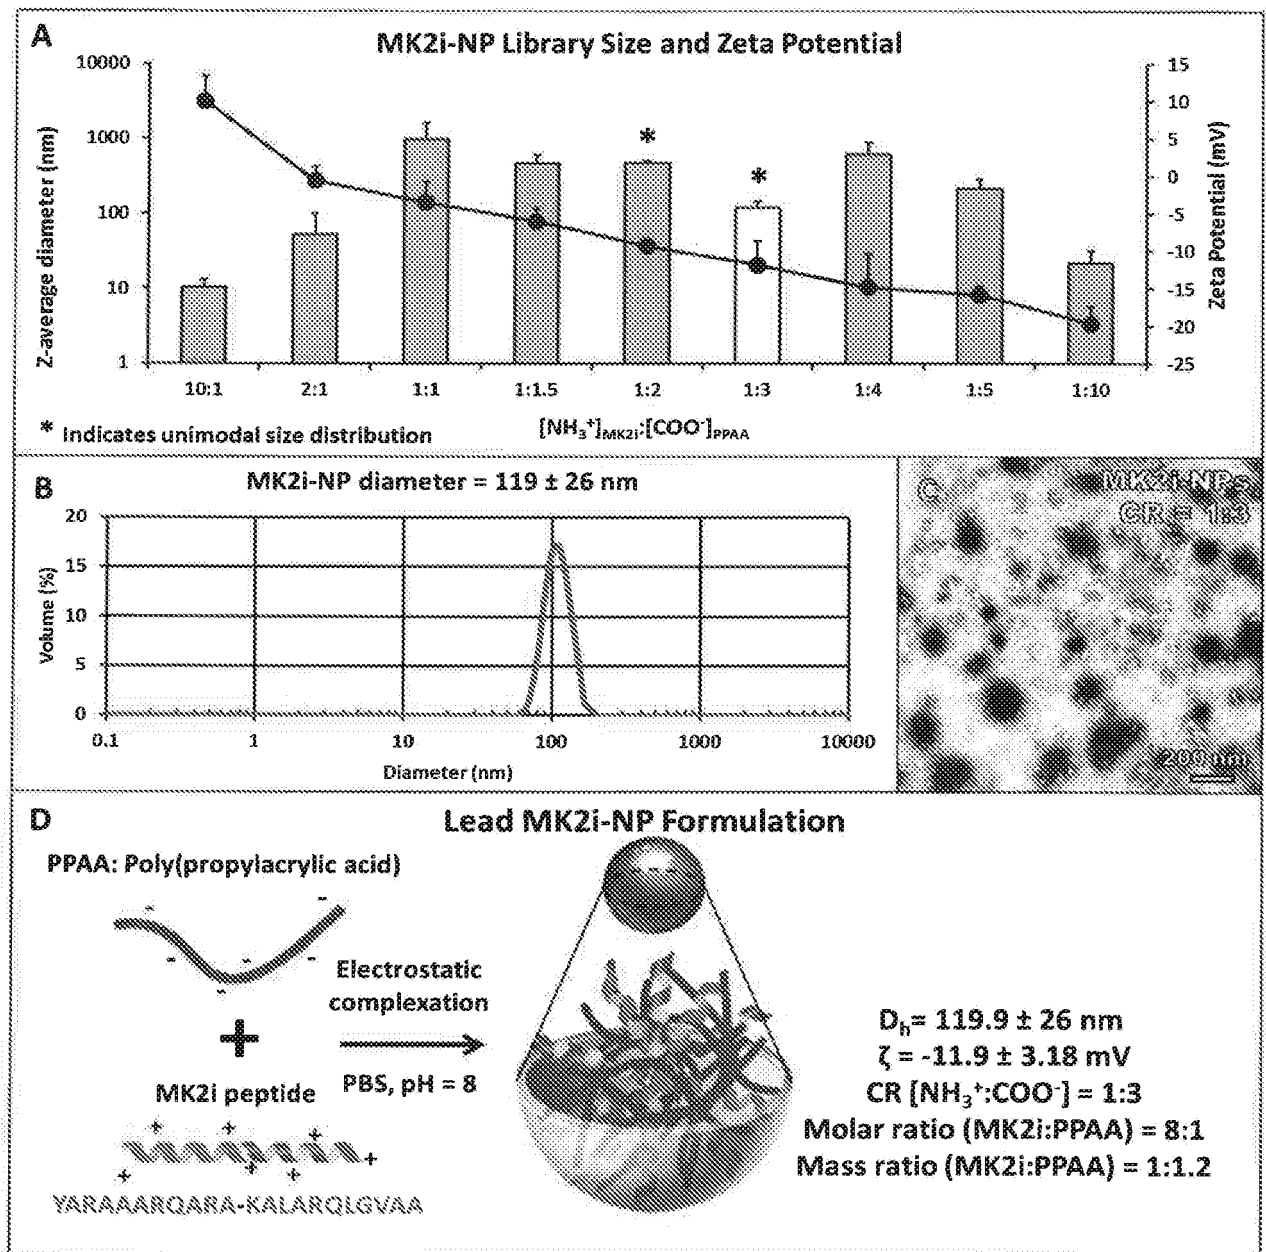 A
MK2i-NP Library Size and Zeta Potential
Z-average diameter (nm)
10000
1000
100
10
1
15
10
5
0
-5
-10
-15
-20
-25
Zeta Potential (mV)
* * 
10:1 2:1 1:1 1:1.5 1:2 1:3 1:4 1:5 1:10
* Indicates unimodal size distribution
[NH₃⁺]MK2i:[COO⁻]PPAA
B
MK2i-NP diameter = 119 ± 26 nm
Volume (%)
20
15
10
5
0
0.1 1 10 100 1000 10000
Diameter (nm)
C
MK2i-NPs
CR = 1:3
200 nm
D
Lead MK2i-NP Formulation
PPAA: Poly(propylacrylic acid)
- - - - - -
+
MK2i peptide
+ + + + + + +
YARAAARQARA-KALARQLGVAA
Electrostatic
complexation
PBS, pH = 8
- - -
Dₕ= 119.9 ± 26 nm
ζ = -11.9 ± 3.18 mV
CR [NH₃⁺:COO⁻] = 1:3
Molar ratio (MK2i:PPAA) = 8:1
Mass ratio (MK2i:PPAA) = 1:1.2